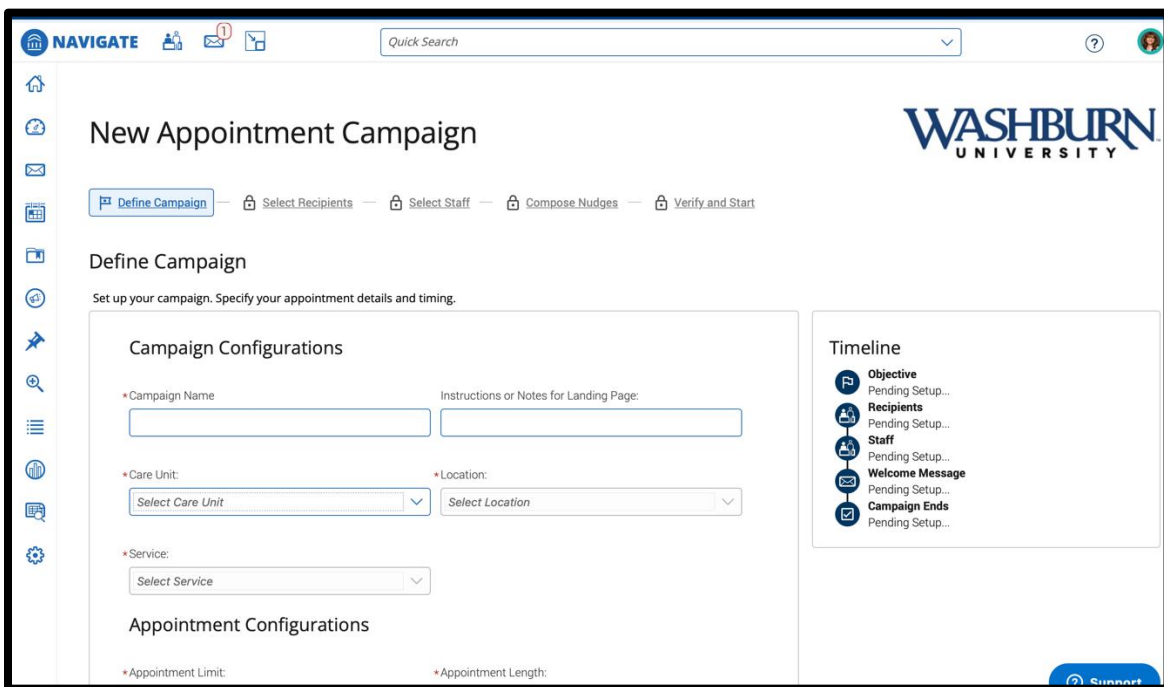 NAVIGATE
1
Quick Search
?
New Appointment Campaign
WASHBURN
UNIVERSITY
Define Campaign
Select Recipients
Select Staff
Compose Nudges
Verify and Start
Define Campaign
Set up your campaign. Specify your appointment details and timing.
Campaign Configurations
*Campaign Name
Instructions or Notes for Landing Page:
*Care Unit:
*Location:
Select Care Unit
Select Location
*Service:
Select Service
Appointment Configurations
*Appointment Limit:
*Appointment Length:
Timeline
Objective
Pending Setup...
Recipients
Pending Setup...
Staff
Pending Setup...
Welcome Message
Pending Setup...
Campaign Ends
Pending Setup...
? Support